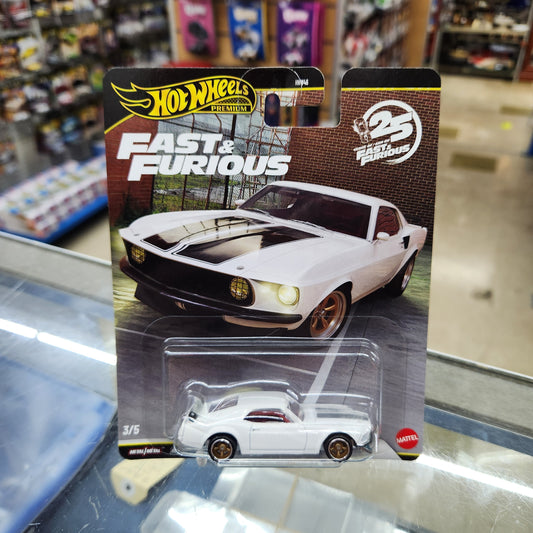 HOT WHEELS
PREMIUM
FAST&
FURIOUS
25
FAST&
FURIOUS
3/5
MATTEL